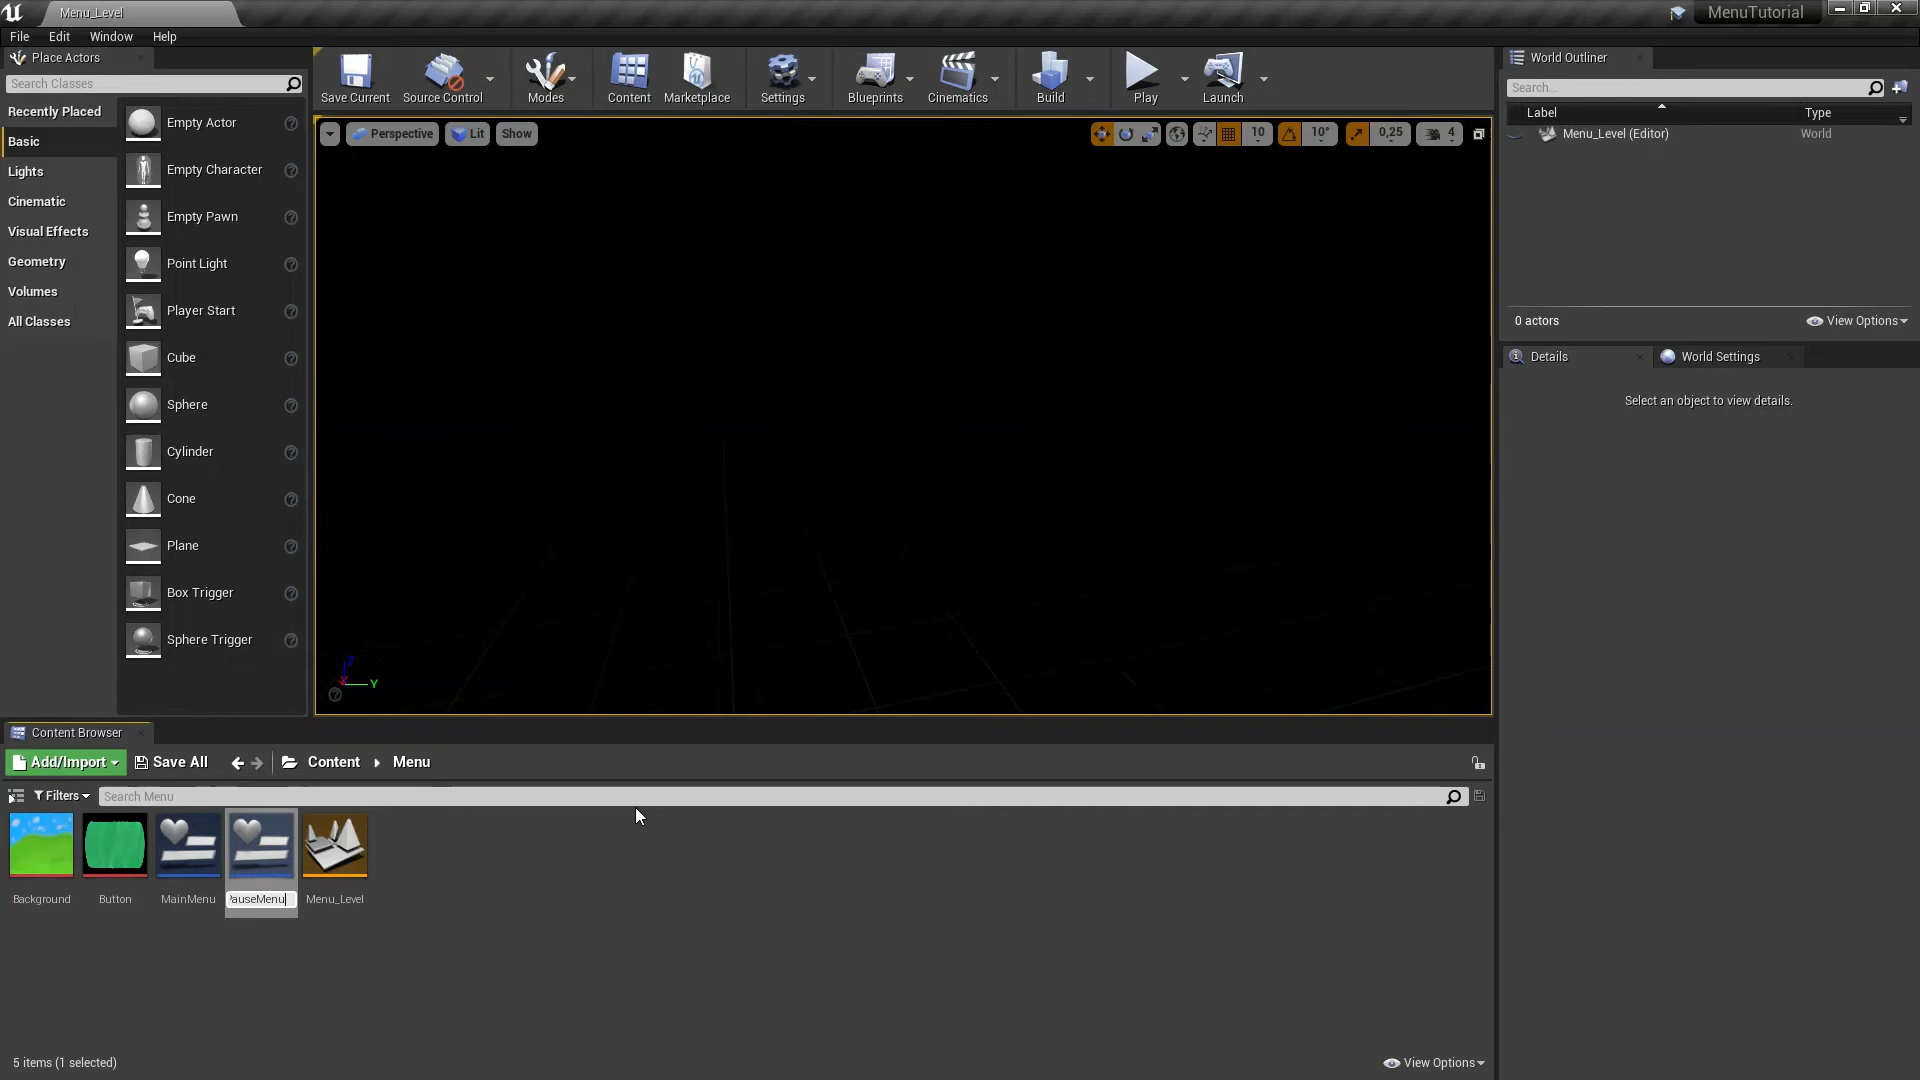 Menu_Level
MenuTutorial
File Edit Window Help
Place Actors
Search Classes
Recently Placed
Basic
Lights
Cinematic
Visual Effects
Geometry
Volumes
All Classes
Empty Actor
Empty Character
Empty Pawn
Point Light
Player Start
Cube
Sphere
Cylinder
Cone
Plane
Box Trigger
Sphere Trigger
Save Current Source Control Modes Content Marketplace Settings Blueprints Cinematics Build Play Launch
Perspective Lit Show
10 10° 0,25 4
Z
Y
World Outliner
Search...
Label Type
Menu_Level (Editor) World
0 actors View Options
Details World Settings
Select an object to view details.
Content Browser
Add/Import Save All Content Menu
Filters Search Menu
Background Button MainMenu PauseMenu Menu_Level
5 items (1 selected) View Options